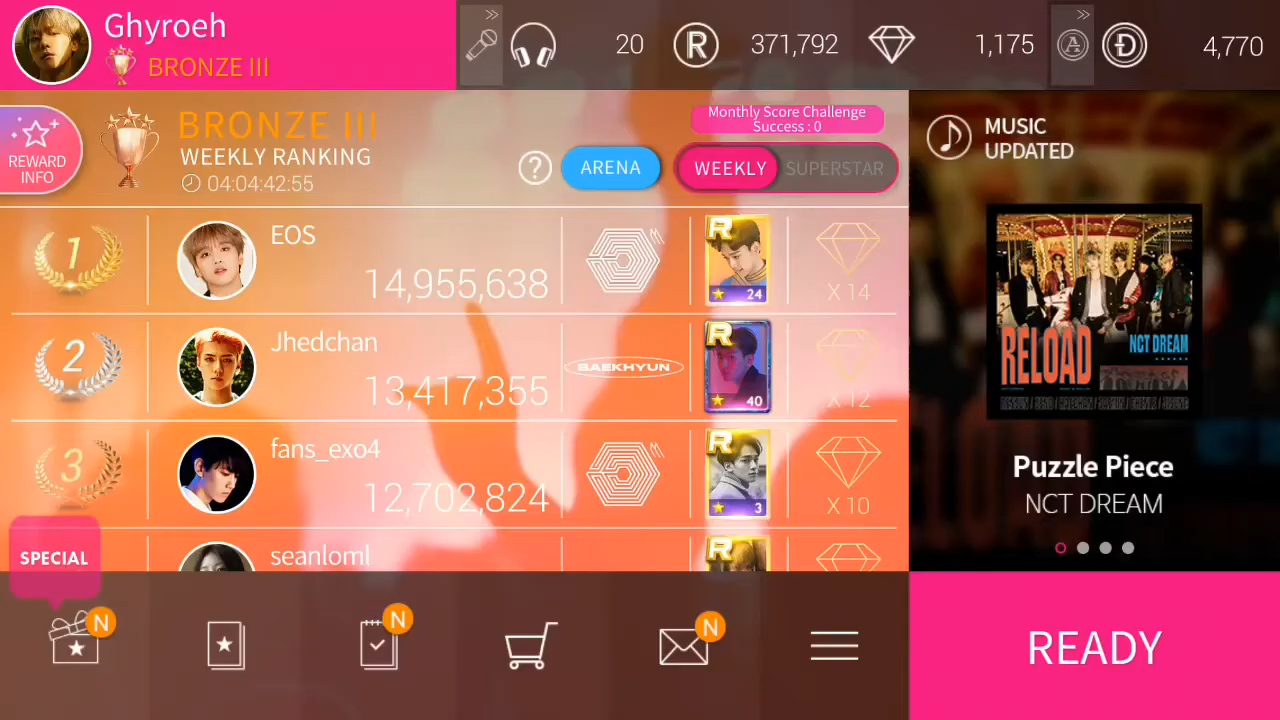 Ghyroeh
BRONZE III
20
R
371,792
1,175
A
D
4,770
REWARD
INFO
BRONZE III
WEEKLY RANKING
04:04:42:55
Monthly Score Challenge
Success : 0
?
ARENA
WEEKLY
SUPERSTAR
1
EOS
14,955,638
R
24
X 14
2
Jhedchan
13,417,355
BAEKHYUN
R
40
X 12
3
fans_exo4
12,702,824
R
3
X 10
seanloml
R
MUSIC
UPDATED
RELOAD
NCT DREAM
Puzzle Piece
NCT DREAM
SPECIAL
N
N
N
READY